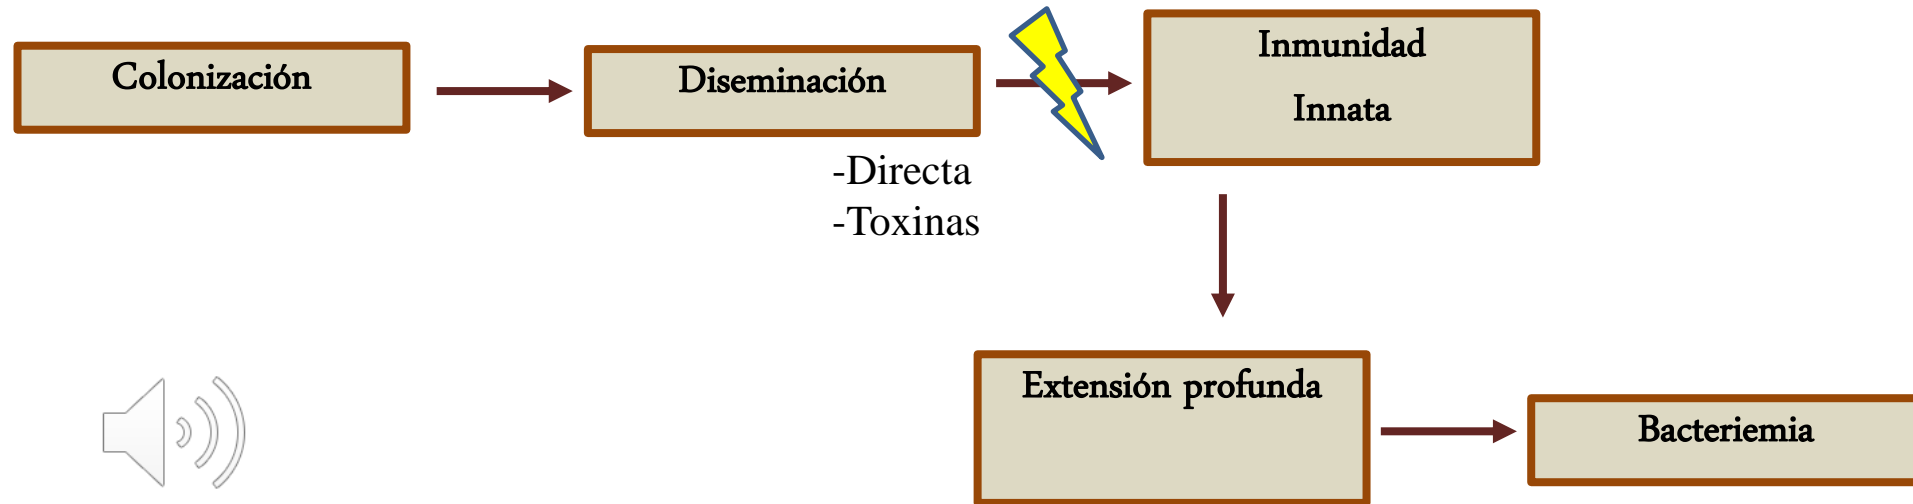 Colonización
Diseminación
-Directa
-Toxinas
Inmunidad
Innata
Extensión profunda
Bacteriemia